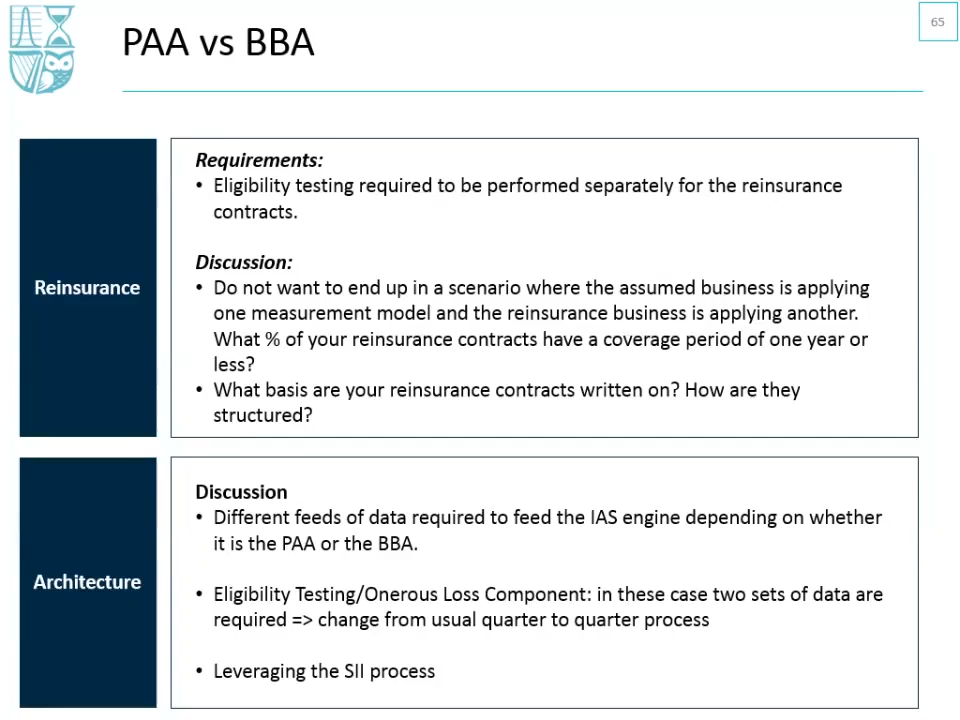 65
PAA vs BBA
Reinsurance
Requirements:
• Eligibility testing required to be performed separately for the reinsurance
contracts.
Discussion:
• Do not want to end up in a scenario where the assumed business is applying
one measurement model and the reinsurance business is applying another.
What % of your reinsurance contracts have a coverage period of one year or
less?
• What basis are your reinsurance contracts written on? How are they
structured?
Architecture
Discussion
• Different feeds of data required to feed the IAS engine depending on whether
it is the PAA or the BBA.
• Eligibility Testing/Onerous Loss Component: in these case two sets of data are
required => change from usual quarter to quarter process
• Leveraging the SII process